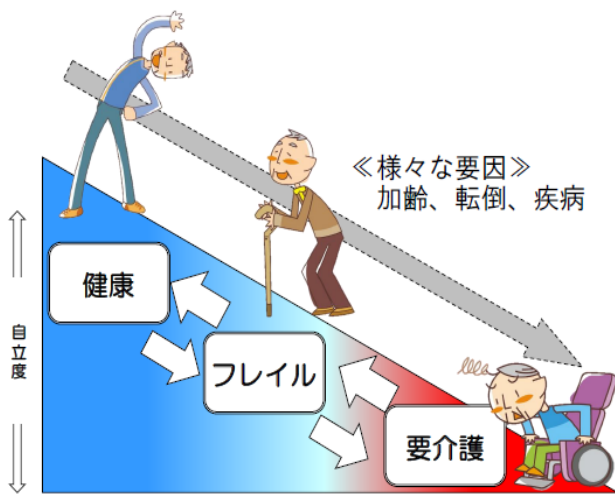 ≪様々な要因≫
加齢、転倒、疾病
健康
自立度
フレイル
要介護